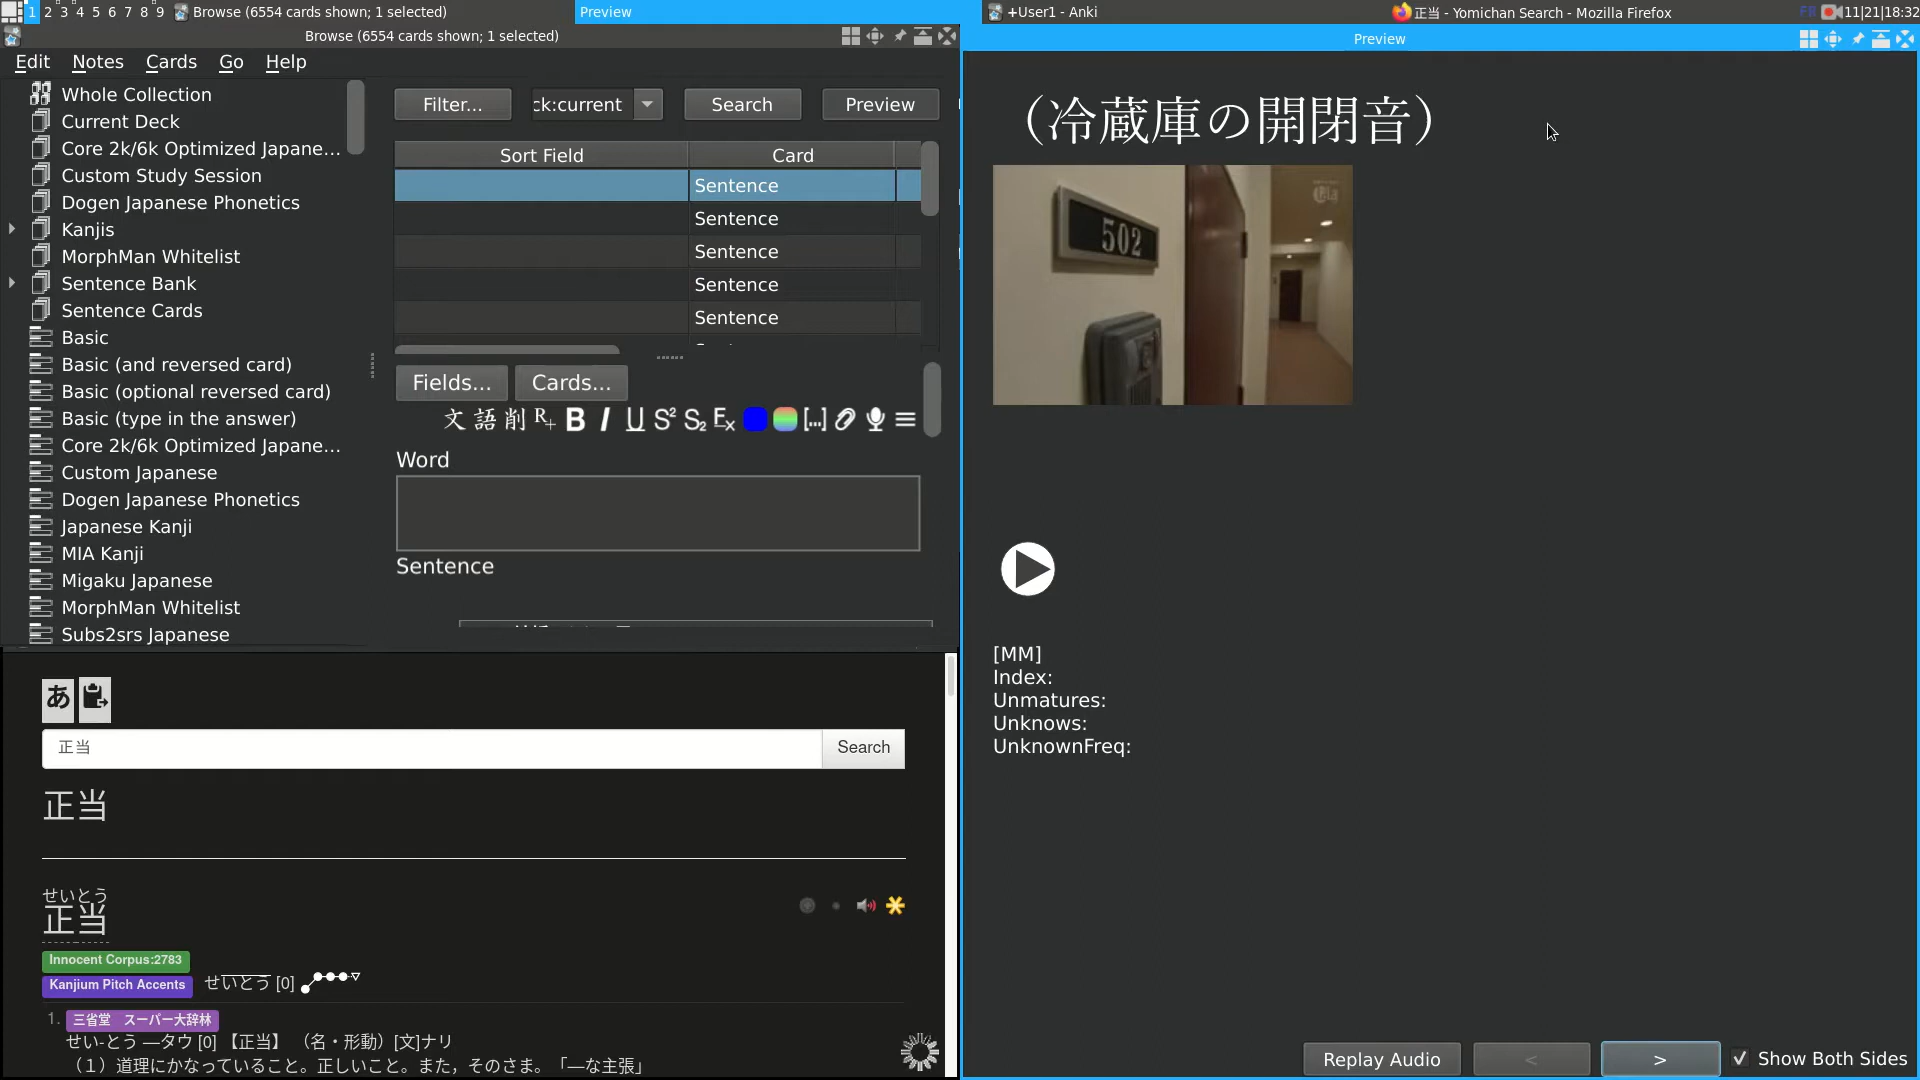 1 2 3 4 5 6 7 8 9 Browse (6554 cards shown; 1 selected)
Preview
+User1 - Anki
正当 - Yomichan Search - Mozilla Firefox
FR 11|21|18:32
Browse (6554 cards shown; 1 selected)
Edit Notes Cards Go Help
Whole Collection
Current Deck
Core 2k/6k Optimized Japane...
Custom Study Session
Dogen Japanese Phonetics
Kanjis
MorphMan Whitelist
Sentence Bank
Sentence Cards
Basic
Basic (and reversed card)
Basic (optional reversed card)
Basic (type in the answer)
Core 2k/6k Optimized Japane...
Custom Japanese
Dogen Japanese Phonetics
Japanese Kanji
MIA Kanji
Migaku Japanese
MorphMan Whitelist
Subs2srs Japanese
Filter... ck:current Search Preview
Sort Field Card
Sentence
Sentence
Sentence
Sentence
Sentence
Fields... Cards...
文 語 削 R+ B I U S² S₂ Ex [...]
Word
Sentence
あ
正当 Search
正当
せいとう
正当
Innocent Corpus:2783
Kanjium Pitch Accents せいとう [0]
1. 三省堂 スーパー大辞林
せい-とう —タウ [0] 【正当】 （名・形動）[文]ナリ
（1）道理にかなっていること。正しいこと。また，そのさま。「—な主張」
Preview
（冷蔵庫の開閉音）
502
[MM]
Index:
Unmatures:
Unknows:
UnknownFreq:
Replay Audio < > Show Both Sides